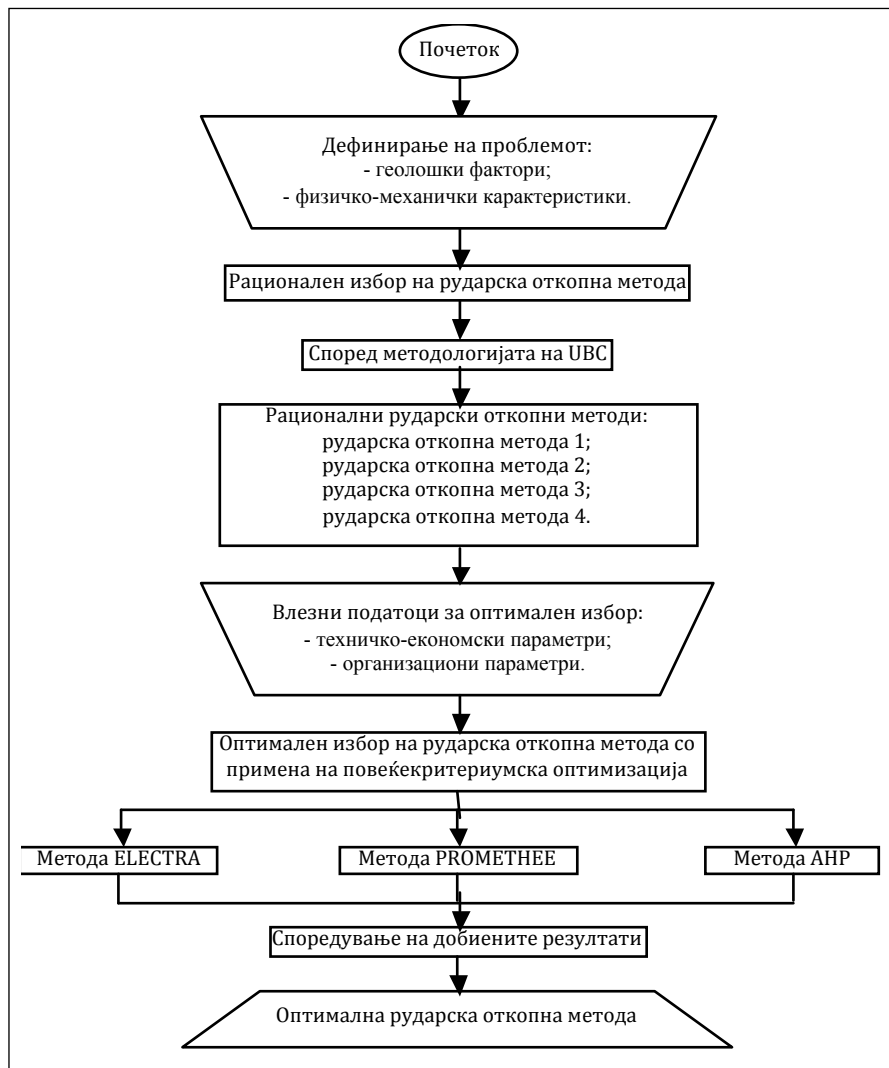 Почеток
Дефинирање на проблемот:
- геолошки фактори;
- физичко-механички карактеристики.
Рационален избор на рударска откопна метода
Според методологијата на UBC
Рационални рударски откопни методи:
рударска откопна метода 1;
рударска откопна метода 2;
рударска откопна метода 3;
рударска откопна метода 4.
Влезни податоци за оптимален избор:
- техничко-економски параметри;
- организациони параметри.
Оптимален избор на рударска откопна метода со
примена на повеќекритериумска оптимизација
Метода ELECTRA
Метода PROMETHEE
Метода AHP
Споредување на добиените резултати
Оптимална рударска откопна метода